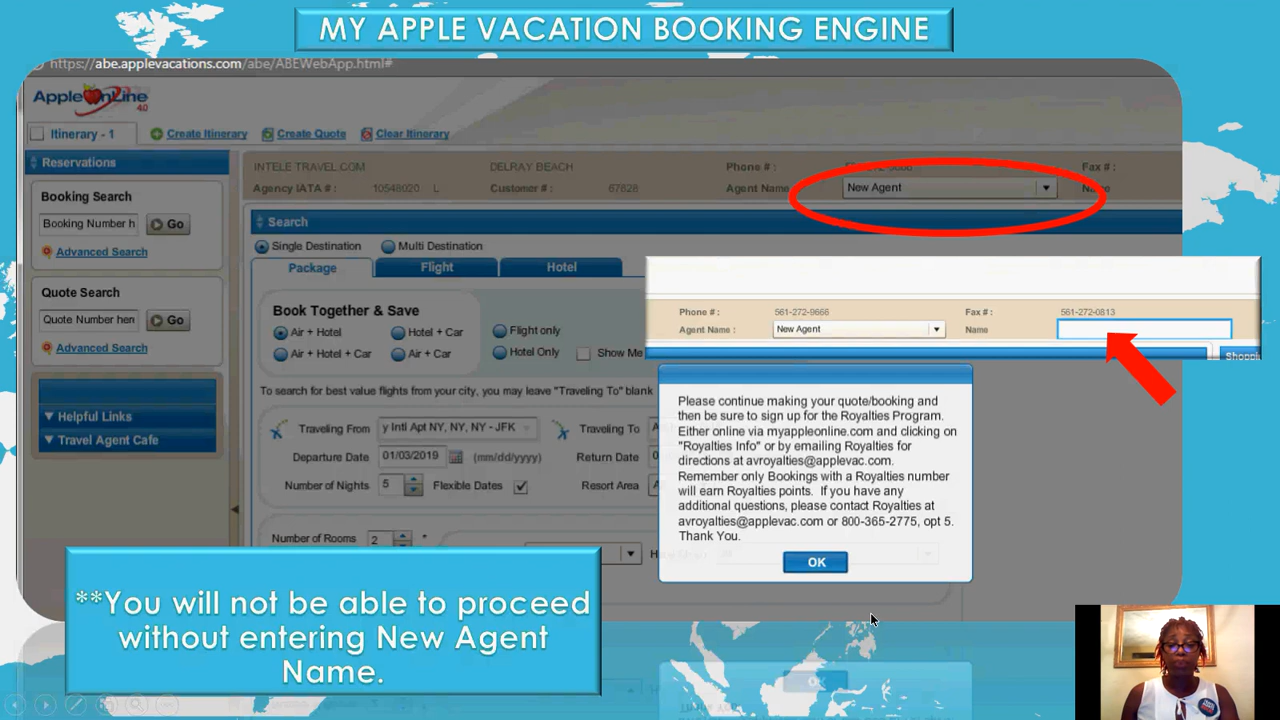 MY APPLE VACATION BOOKING ENGINE
https://abe.applevacations.com/abe/ABEWebApp.html#
AppleOnLine
4.0
Itinerary - 1
Create Itinerary
Create Quote
Clear Itinerary
Reservations
INTELE TRAVEL.COM
DELRAY BEACH
Phone # :
Fax # :
Agency IATA # :
10548020
L
Customer # :
67828
Agent Name
New Agent
Booking Search
Booking Number h
Go
Advanced Search
Quote Search
Quote Number hen
Go
Advanced Search
Helpful Links
Travel Agent Cafe
Search
Single Destination
Multi Destination
Package
Flight
Hotel
Book Together & Save
Air + Hotel
Hotel + Car
Flight only
Air + Hotel + Car
Air + Car
Hotel Only
Show Me
To search for best value flights from your city, you may leave "Traveling To" blank
Traveling From
y Intl Apt NY, NY, NY - JFK
Traveling To
Departure Date
01/03/2019
(mm/dd/yyyy)
Return Date
Number of Nights
5
Flexible Dates
Resort Area
Number of Rooms
2
*
Phone # :
561-272-9666
Fax # :
561-272-0813
Agent Name :
New Agent
Name
Shoppi
Please continue making your quote/booking and
then be sure to sign up for the Royalties Program.
Either online via myappleonline.com and clicking on
"Royalties Info" or by emailing Royalties for
directions at avroyalties@applevac.com.
Remember only Bookings with a Royalties number
will earn Royalties points. If you have any
additional questions, please contact Royalties at
avroyalties@applevac.com or 800-365-2775, opt 5.
Thank You.
OK
**You will not be able to proceed
without entering New Agent
Name.